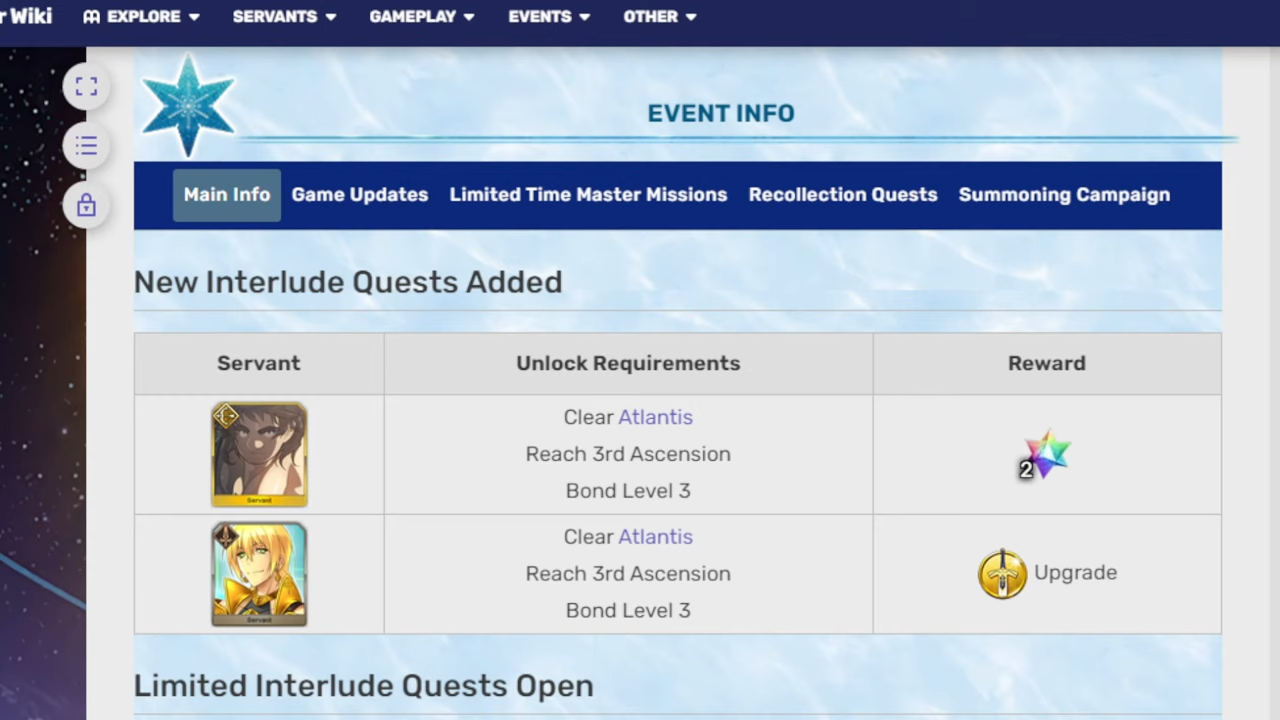 r Wiki
EXPLORE
SERVANTS
GAMEPLAY
EVENTS
OTHER
EVENT INFO
Main Info
Game Updates
Limited Time Master Missions
Recollection Quests
Summoning Campaign
New Interlude Quests Added
Servant
Unlock Requirements
Reward
Servant
Clear Atlantis
Reach 3rd Ascension
Bond Level 3
2
Servant
Clear Atlantis
Reach 3rd Ascension
Bond Level 3
Upgrade
Limited Interlude Quests Open